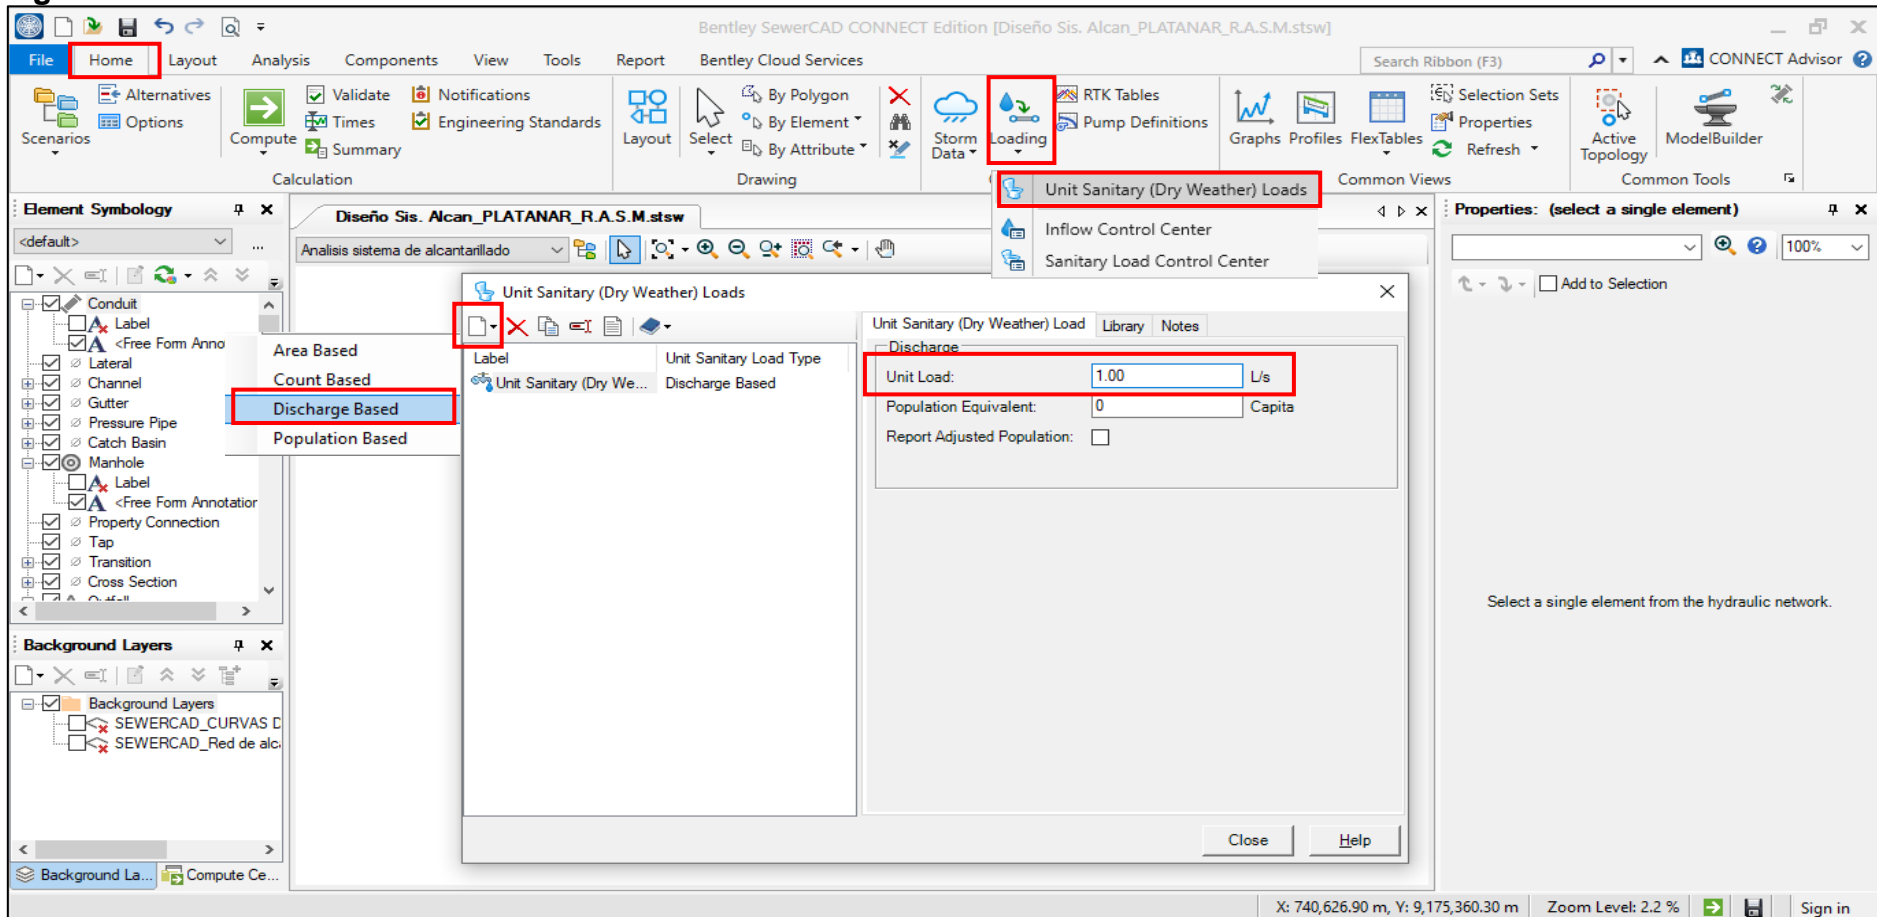 Bentley SewerCAD CONNECT Edition [Diseño Sis. Alcan_PLATANAR_R.A.S.M.stsw]
File Home Layout Analysis Components View Tools Report Bentley Cloud Services Search Ribbon (F3) CONNECT Advisor
Scenarios
Alternatives
Options
Compute
Validate
Times
Summary
Notifications
Engineering Standards
Calculation
Layout
Select
By Polygon
By Element
By Attribute
Drawing
Storm Data
Loading
RTK Tables
Pump Definitions
Graphs Profiles FlexTables
Selection Sets
Properties
Refresh
Common Views
Active Topology
ModelBuilder
Common Tools
Unit Sanitary (Dry Weather) Loads
Inflow Control Center
Sanitary Load Control Center
Element Symbology
<default>
...
Conduit
Label
<Free Form Anno
Lateral
Channel
Gutter
Pressure Pipe
Catch Basin
Manhole
Label
<Free Form Annotation
Property Connection
Tap
Transition
Cross Section
Outfall
Area Based
Count Based
Discharge Based
Population Based
Background Layers
Background Layers
SEWERCAD_CURVAS D
SEWERCAD_Red de alc
Background La...
Compute Ce...
Diseño Sis. Alcan_PLATANAR_R.A.S.M.stsw
Analisis sistema de alcantarillado
Unit Sanitary (Dry Weather) Loads
Label Unit Sanitary Load Type
Unit Sanitary (Dry We... Discharge Based
Unit Sanitary (Dry Weather) Load Library Notes
Discharge
Unit Load: 1.00 L/s
Population Equivalent: 0 Capita
Report Adjusted Population:
Close Help
Properties: (select a single element)
100%
Add to Selection
Select a single element from the hydraulic network.
X: 740,626.90 m, Y: 9,175,360.30 m Zoom Level: 2.2 % Sign in